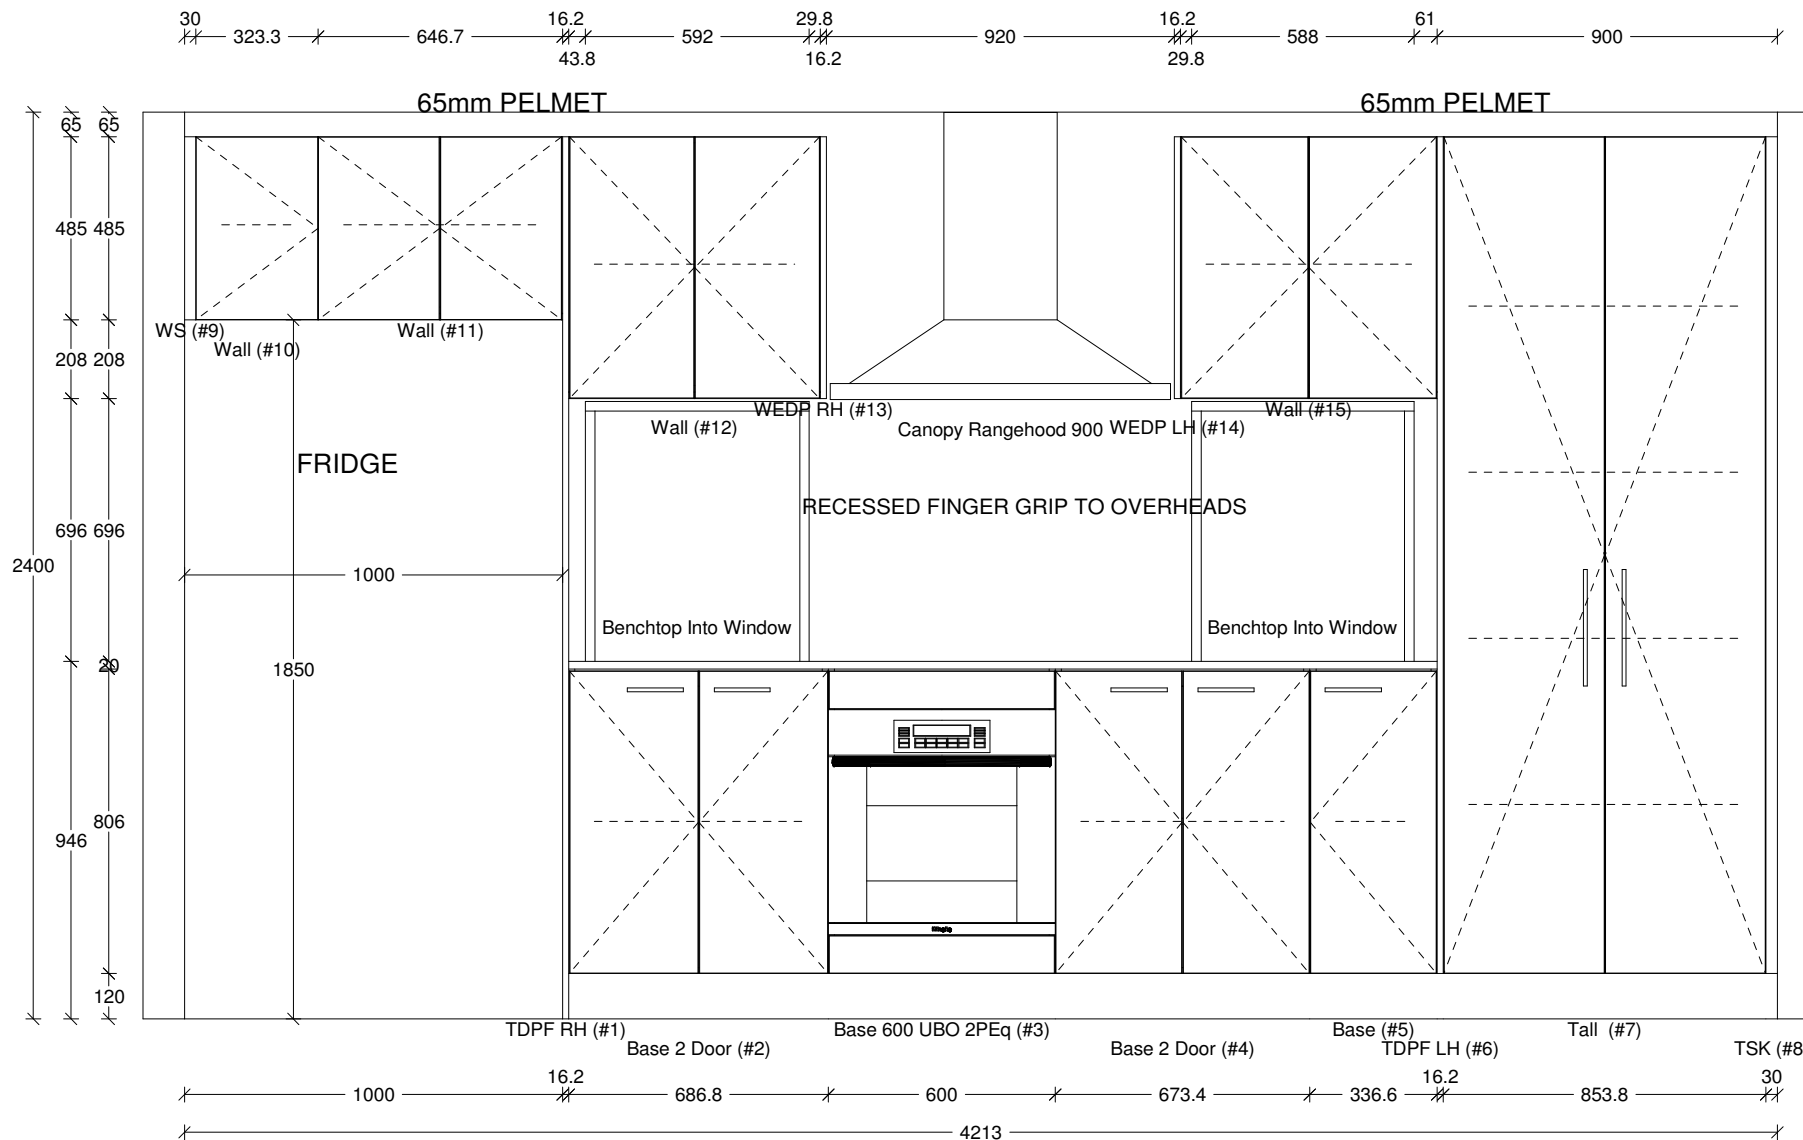 30 16.2 29.8 16.2 61
323.3 646.7 592 920 588 900
43.8 16.2 29.8
65mm PELMET 65mm PELMET
65 65
485 485
WS (#9) Wall (#11)
Wall (#10)
208 208
WEDP RH (#13) Wall (#15)
Wall (#12) Canopy Rangehood 900 WEDP LH (#14)
FRIDGE
RECESSED FINGER GRIP TO OVERHEADS
696 696
2400
1000
Benchtop Into Window Benchtop Into Window
20
1850
806
946
120
TDPF RH (#1) Base 600 UBO 2PEq (#3) Base (#5) Tall (#7)
Base 2 Door (#2) Base 2 Door (#4) TDPF LH (#6) TSK (#8
16.2 16.2 30
1000 686.8 600 673.4 336.6 853.8
4213